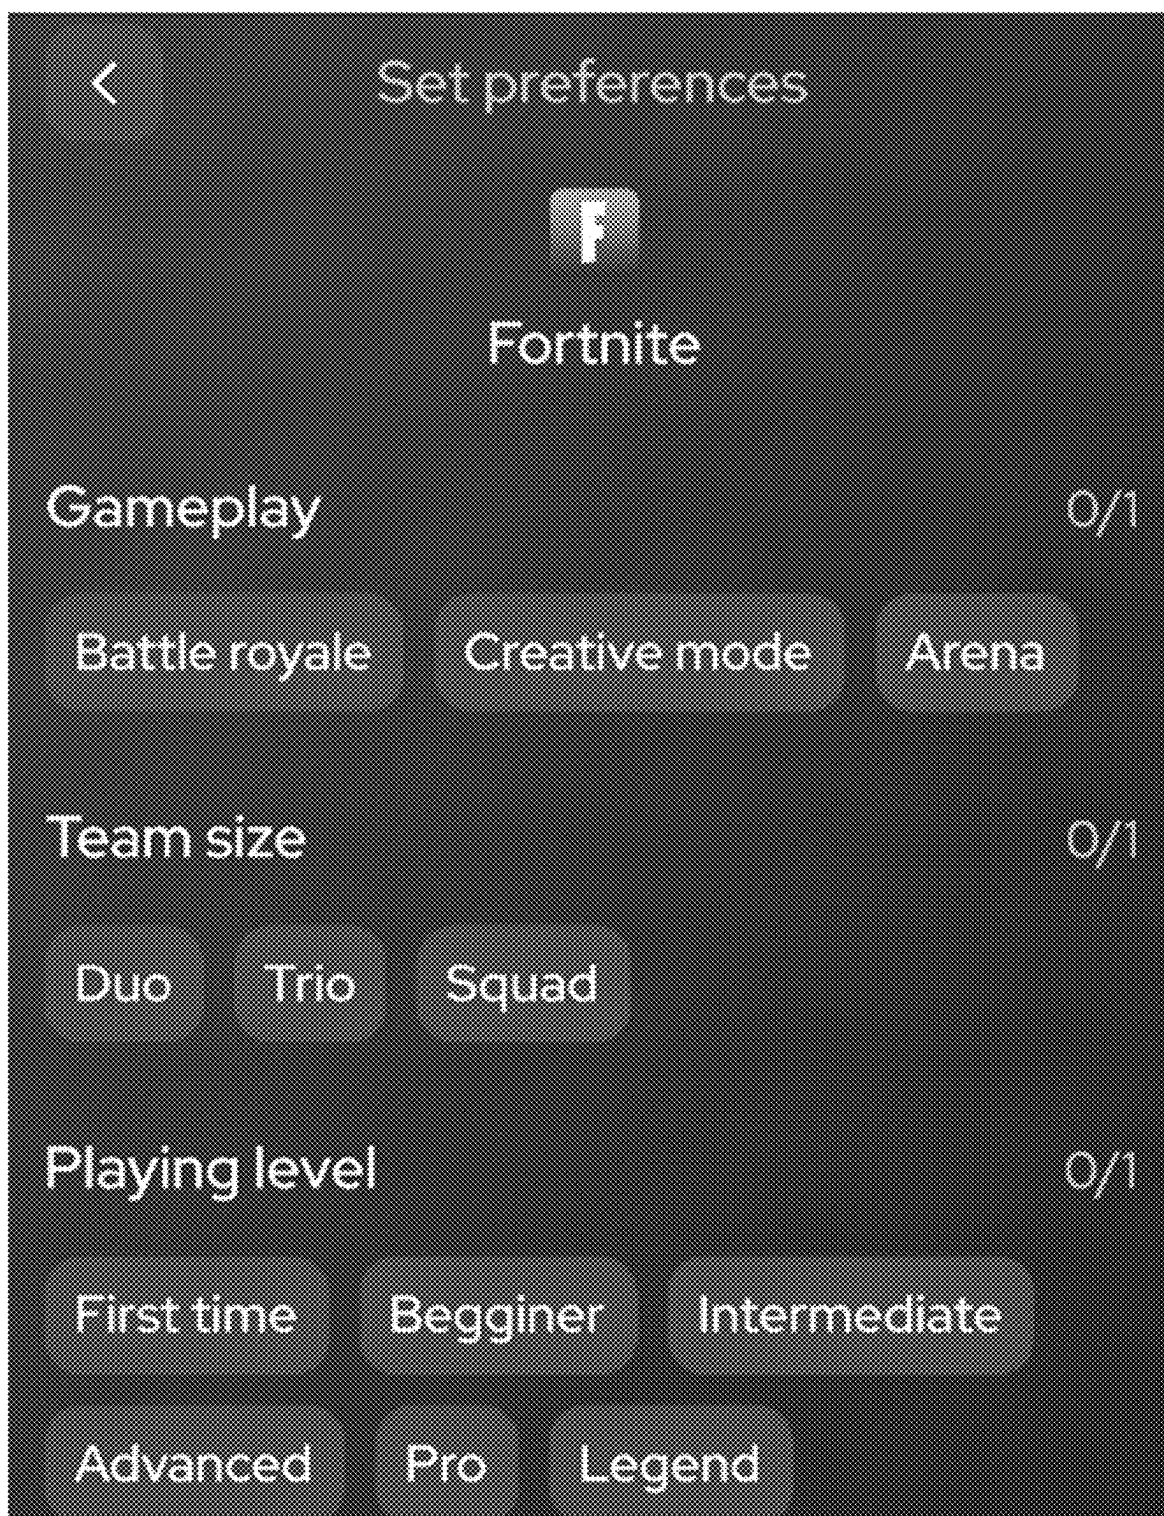 Set preferences
F
Fortnite
Gameplay 0/1
Battle royale Creative mode Arena
Team size 0/1
Duo Trio Squad
Playing level 0/1
First time Begginer Intermediate
Advanced Pro Legend